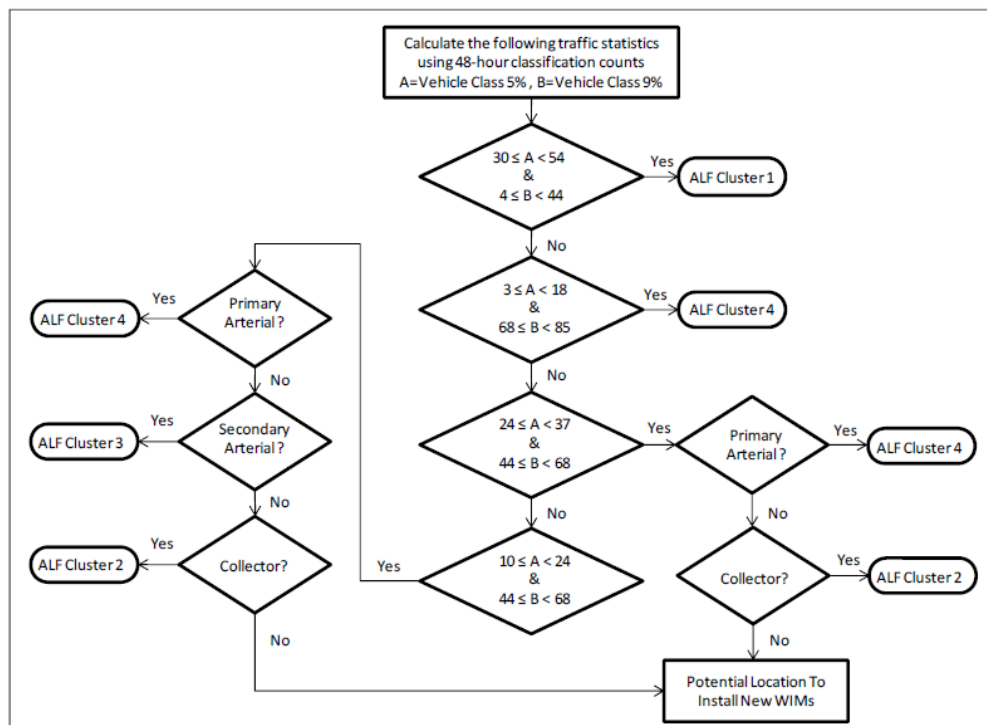 Calculate the following traffic statistics
using 48-hour classification counts
A=Vehicle Class 5% , B=Vehicle Class 9%
30 ≤ A < 54
&
4 ≤ B < 44
Yes
ALF Cluster 1
No
3 ≤ A < 18
&
68 ≤ B < 85
Yes
ALF Cluster 4
No
24 ≤ A < 37
&
44 ≤ B < 68
Yes
Primary
Arterial ?
Yes
ALF Cluster 4
No
Collector?
Yes
ALF Cluster 2
No
No
10 ≤ A < 24
&
44 ≤ B < 68
Yes
Primary
Arterial ?
Yes
ALF Cluster 4
No
Secondary
Arterial ?
Yes
ALF Cluster 3
No
Collector?
Yes
ALF Cluster 2
No
Potential Location To
Install New WIMs